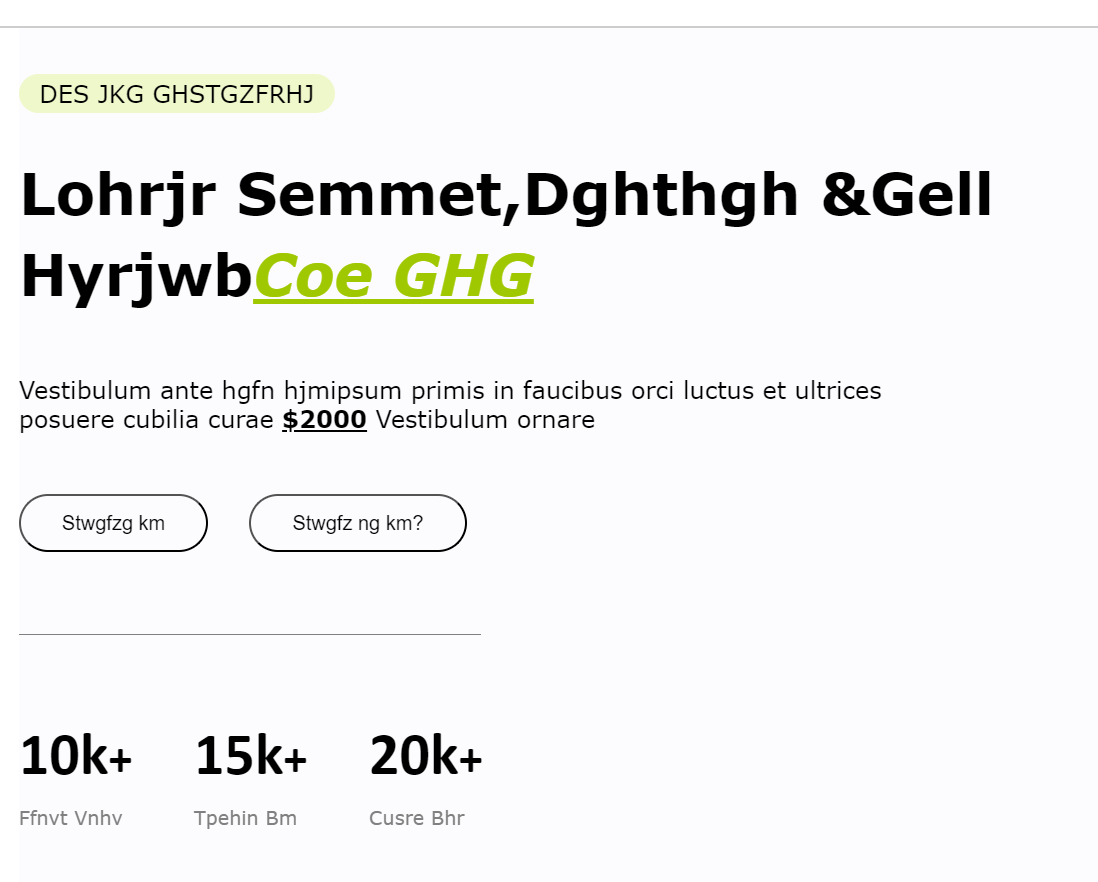 DES JKG GHSTGZFRHJ
Lohrjr Semmet,Dghthgh &Gell
HyrjwbCoe GHG
Vestibulum ante hgfn hjmipsum primis in faucibus orci luctus et ultrices
posuere cubilia curae $2000 Vestibulum ornare
Stwgfzg km Stwgfz ng km?
10k+ 15k+ 20k+
Ffnvt Vnhv Tpehin Bm Cusre Bhr